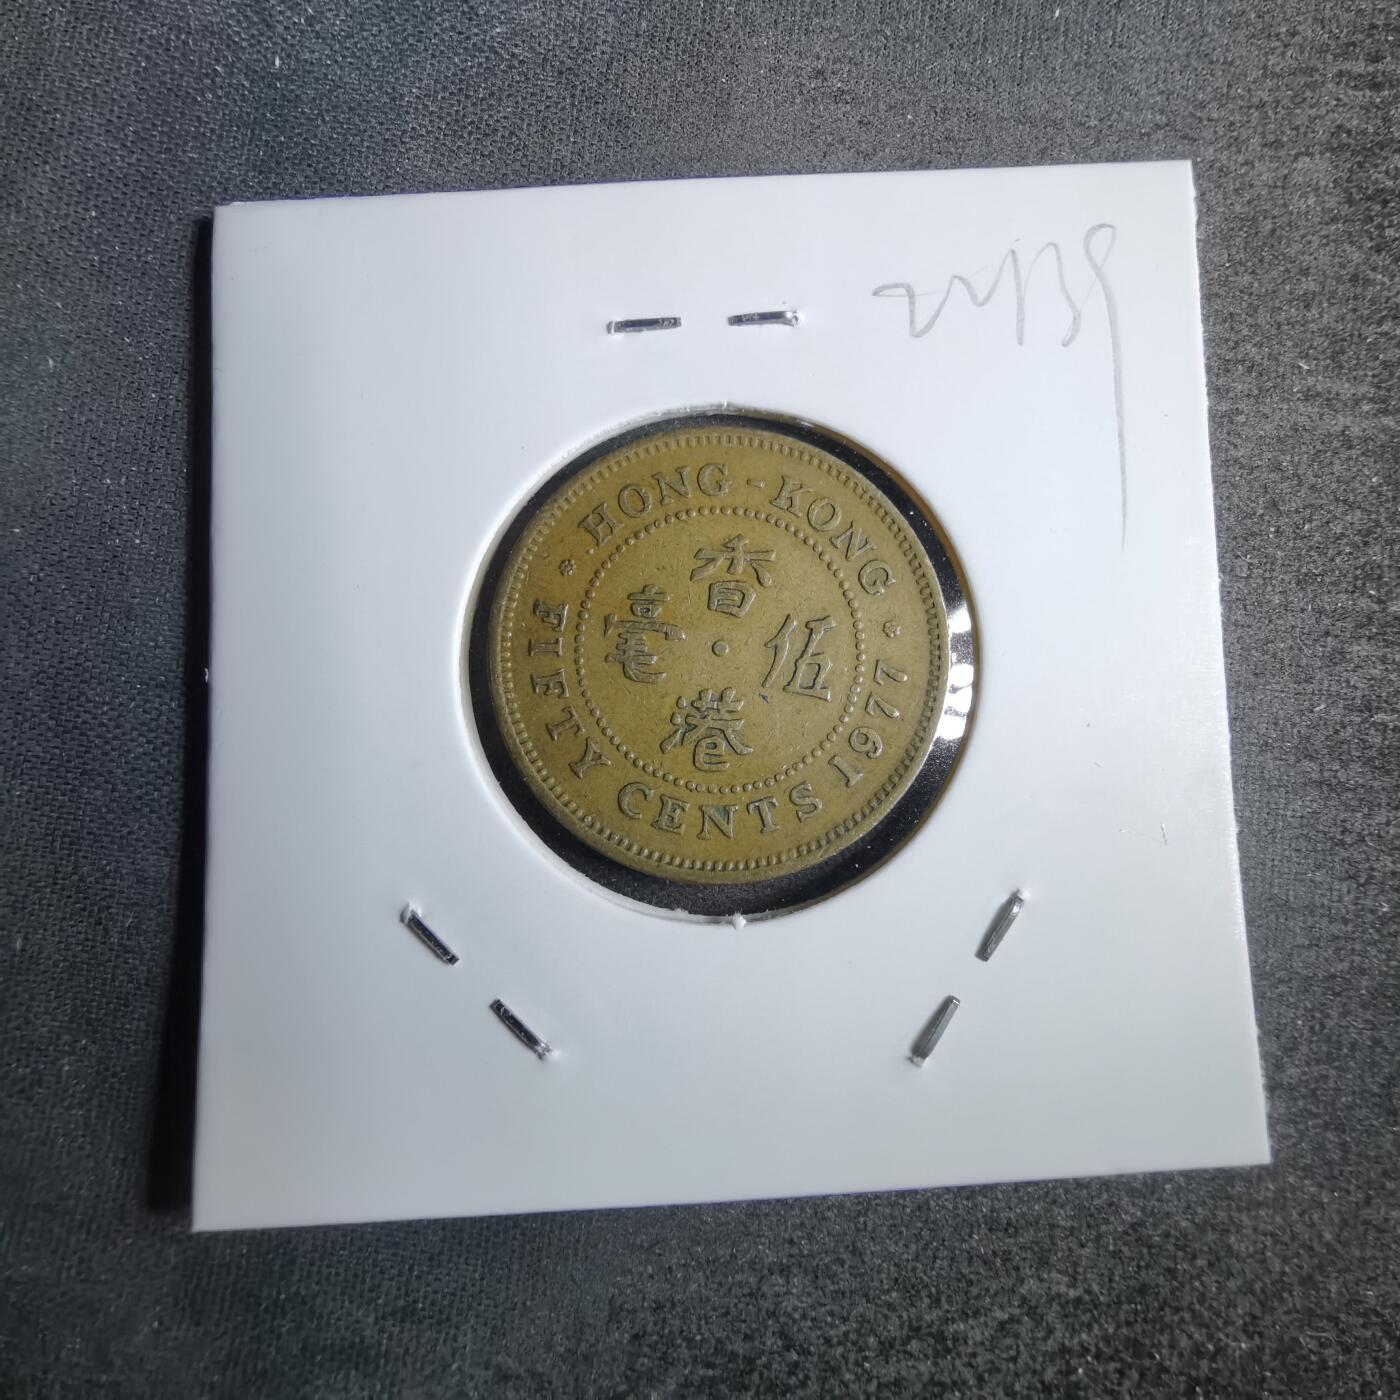 HONG-KONG
香港
伍毫
FIFTY CENTS 1977